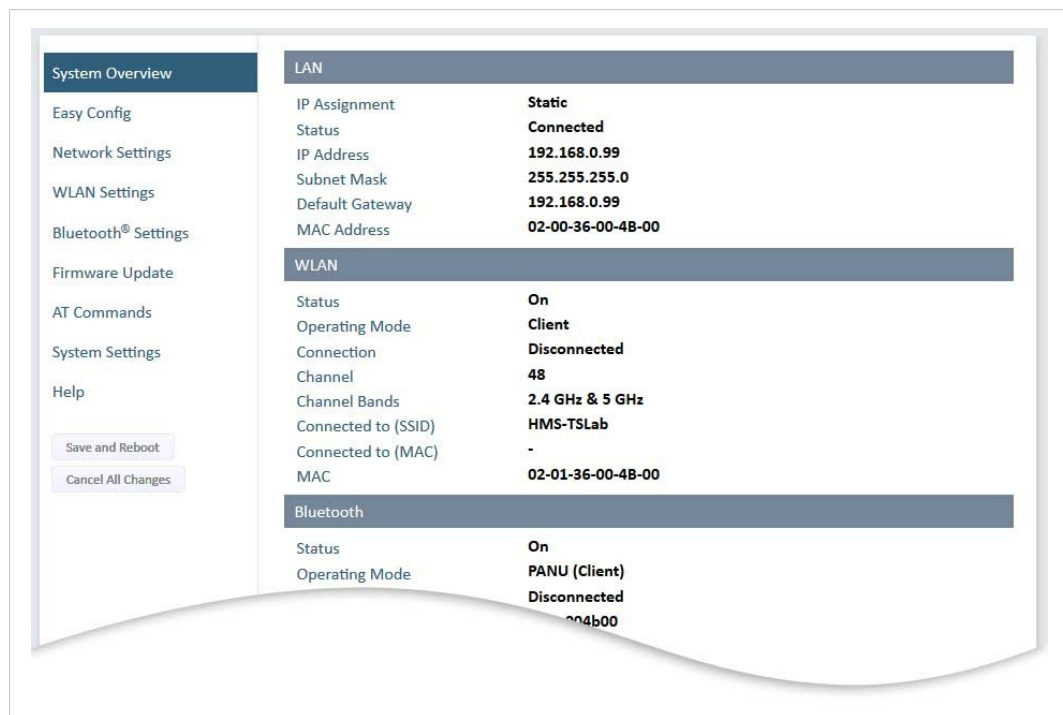 System Overview
Easy Config
Network Settings
WLAN Settings
Bluetooth® Settings
Firmware Update
AT Commands
System Settings
Help
Save and Reboot
Cancel All Changes
LAN
IP Assignment Static
Status Connected
IP Address 192.168.0.99
Subnet Mask 255.255.255.0
Default Gateway 192.168.0.99
MAC Address 02-00-36-00-4B-00
WLAN
Status On
Operating Mode Client
Connection Disconnected
Channel 48
Channel Bands 2.4 GHz & 5 GHz
Connected to (SSID) HMS-TSLab
Connected to (MAC) -
MAC 02-01-36-00-4B-00
Bluetooth
Status On
Operating Mode PANU (Client)
Disconnected